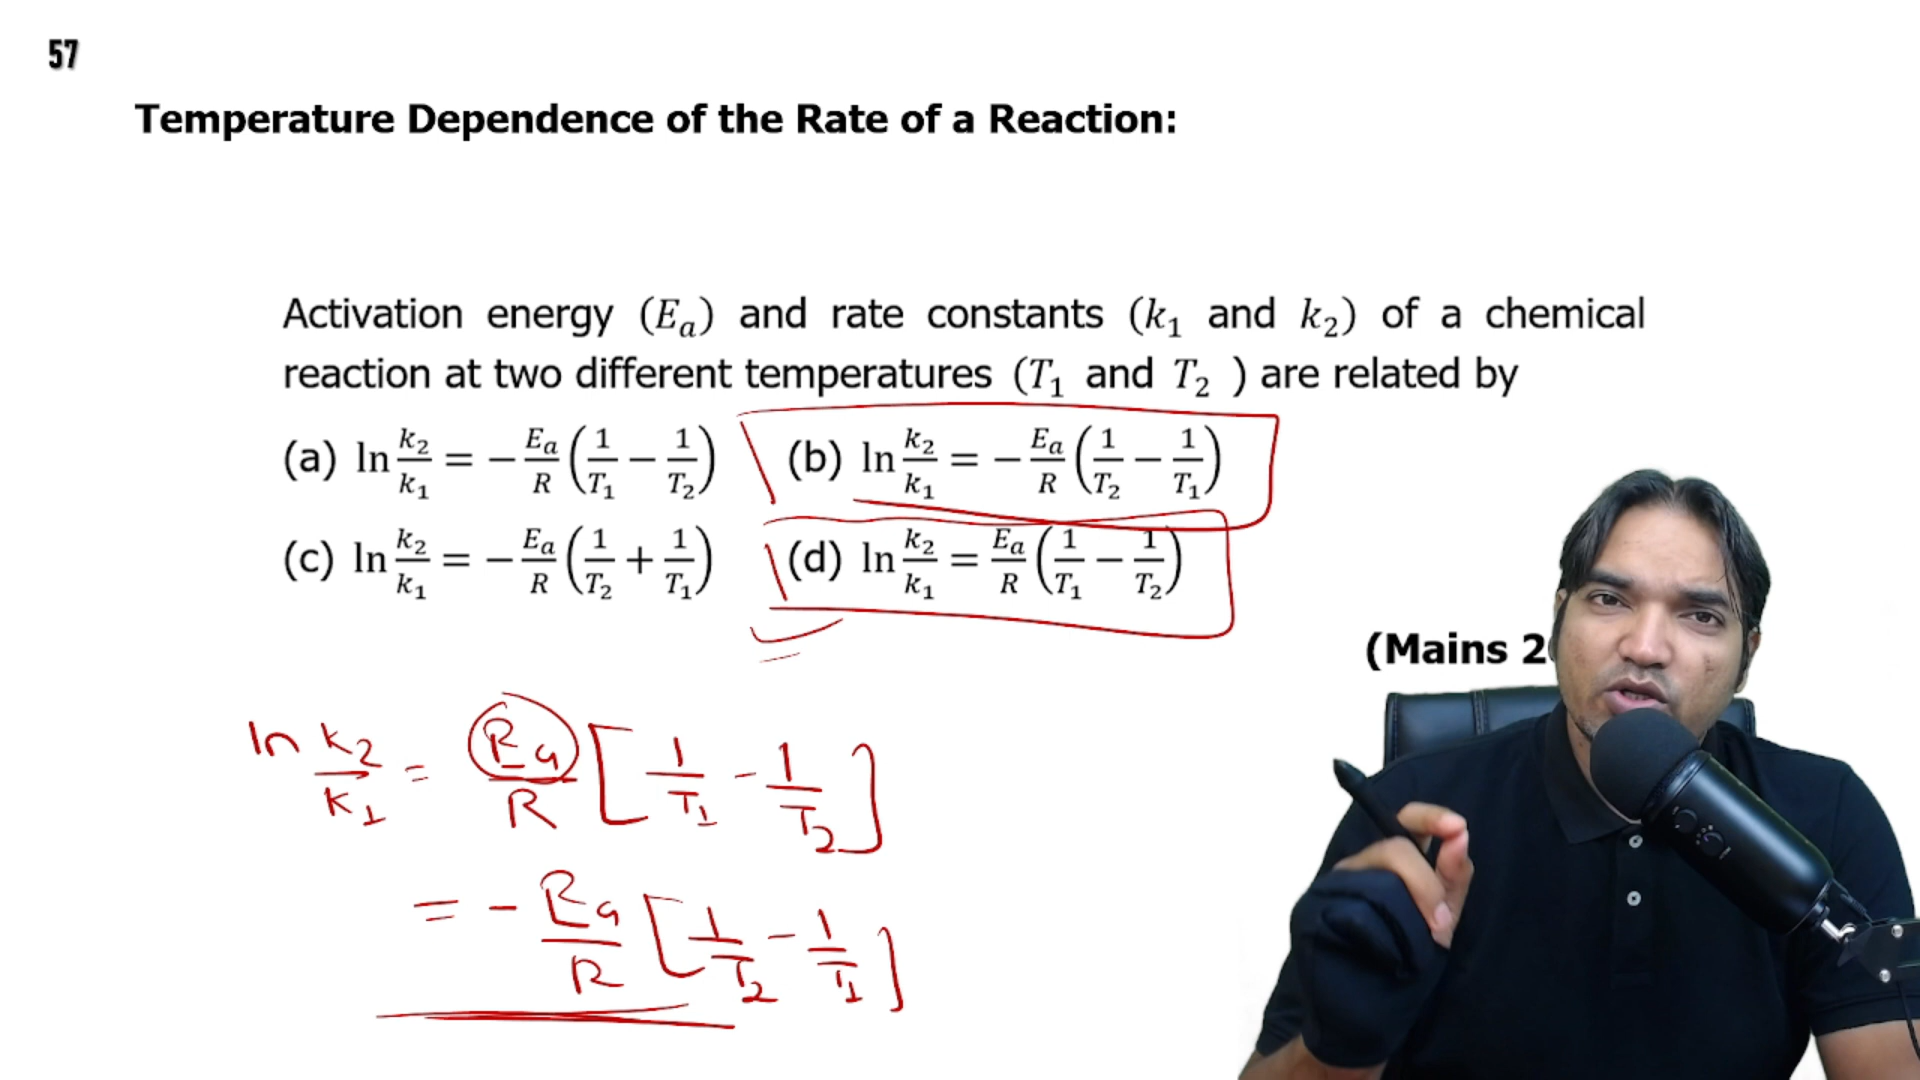 57
Temperature Dependence of the Rate of a Reaction:
Activation energy (Eₐ) and rate constants (k₁ and k₂) of a chemical
reaction at two different temperatures (T₁ and T₂ ) are related by
(a) ln k₂/k₁ = − Eₐ/R (1/T₁ − 1/T₂) (b) ln k₂/k₁ = − Eₐ/R (1/T₂ − 1/T₁)
(c) ln k₂/k₁ = − Eₐ/R (1/T₂ + 1/T₁) (d) ln k₂/k₁ = Eₐ/R (1/T₁ − 1/T₂)
(Mains
ln K₂/K₁ = Eₐ/R [1/T₁ − 1/T₂]
= − Eₐ/R [1/T₂ − 1/T₁]